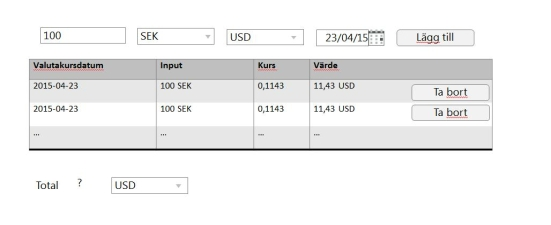 100 SEK USD 23/04/15 Lägg till
Valutakursdatum Input Kurs Värde
2015-04-23 100 SEK 0,1143 11,43 USD Ta bort
2015-04-23 100 SEK 0,1143 11,43 USD Ta bort
... ... ... ...
Total ? USD